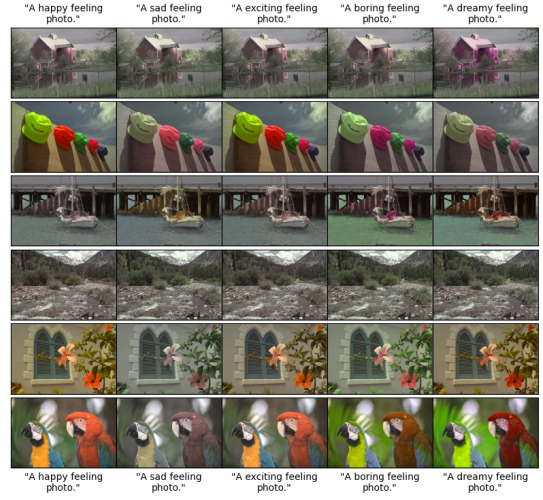 "A happy feeling photo."
"A sad feeling photo."
"A exciting feeling photo."
"A boring feeling photo."
"A dreamy feeling photo."
"A happy feeling photo."
"A sad feeling photo."
"A exciting feeling photo."
"A boring feeling photo."
"A dreamy feeling photo."